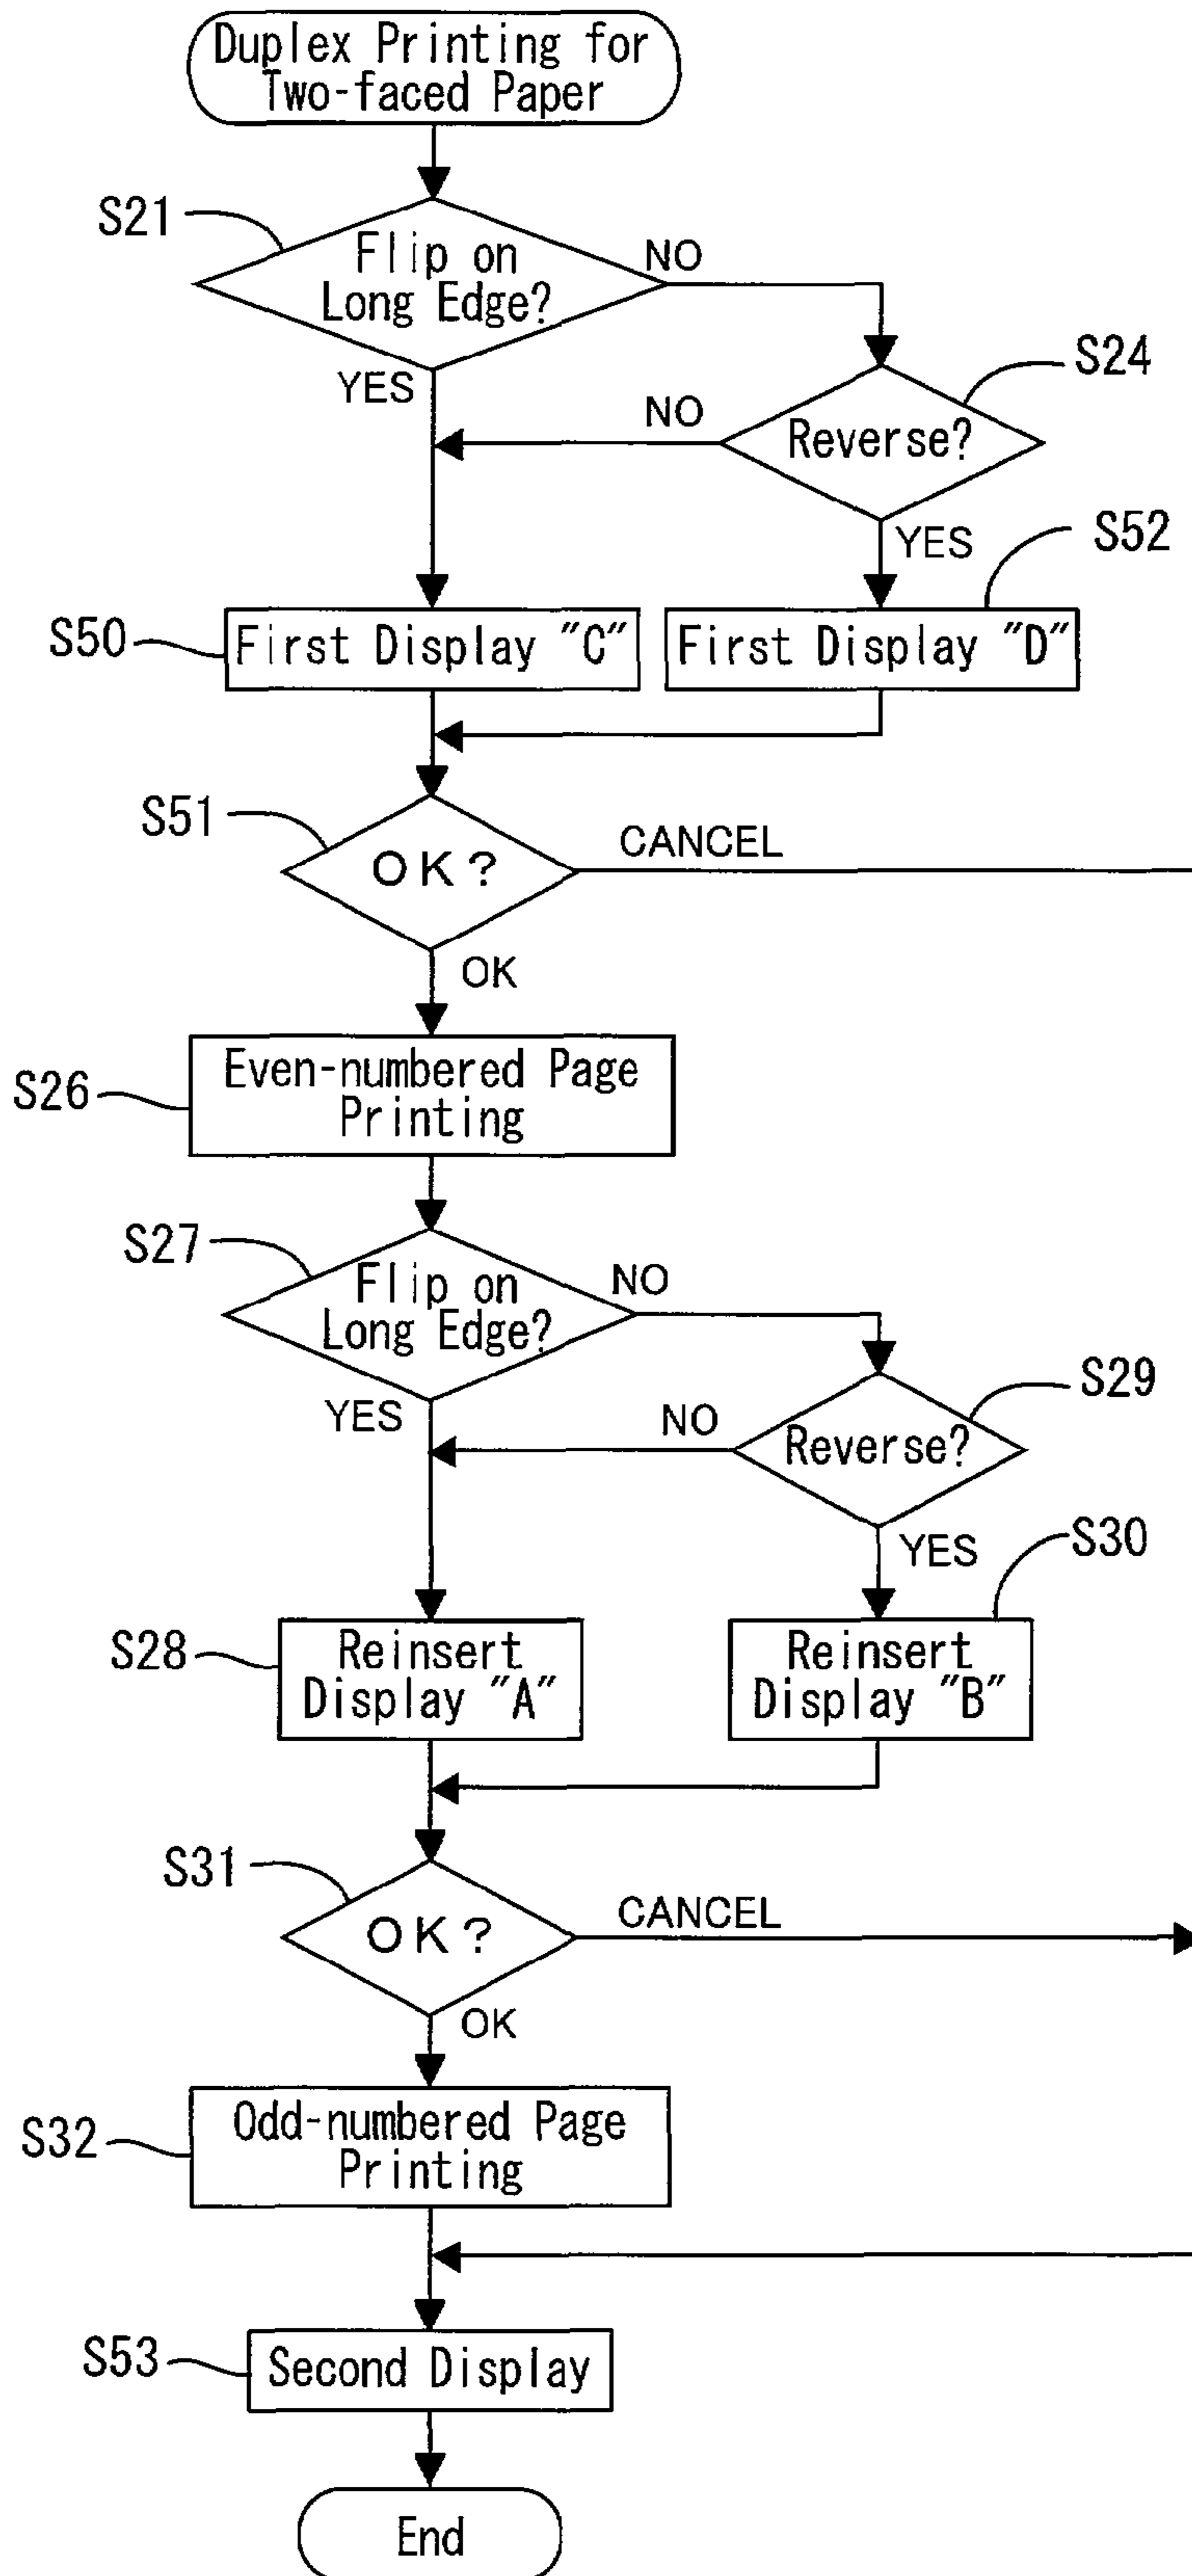 Duplex Printing for
Two-faced Paper
S21
Flip on
Long Edge?
NO
YES
S24
Reverse?
NO
YES
S52
S50
First Display "C"
First Display "D"
S51
OK?
CANCEL
OK
S26
Even-numbered Page
Printing
S27
Flip on
Long Edge?
NO
YES
S29
Reverse?
NO
YES
S30
S28
Reinsert
Display "A"
Reinsert
Display "B"
S31
OK?
CANCEL
OK
S32
Odd-numbered Page
Printing
S53
Second Display
End